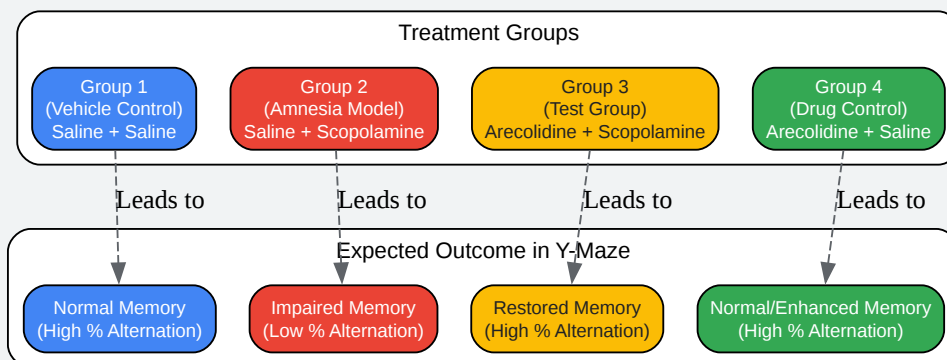 Treatment Groups
Group 1
(Vehicle Control)
Saline + Saline
Group 2
(Amnesia Model)
Saline + Scopolamine
Group 3
(Test Group)
Arecolidine + Scopolamine
Group 4
(Drug Control)
Arecolidine + Saline
Leads to
Leads to
Leads to
Leads to
Expected Outcome in Y-Maze
Normal Memory
(High % Alternation)
Impaired Memory
(Low % Alternation)
Restored Memory
(High % Alternation)
Normal/Enhanced Memory
(High % Alternation)